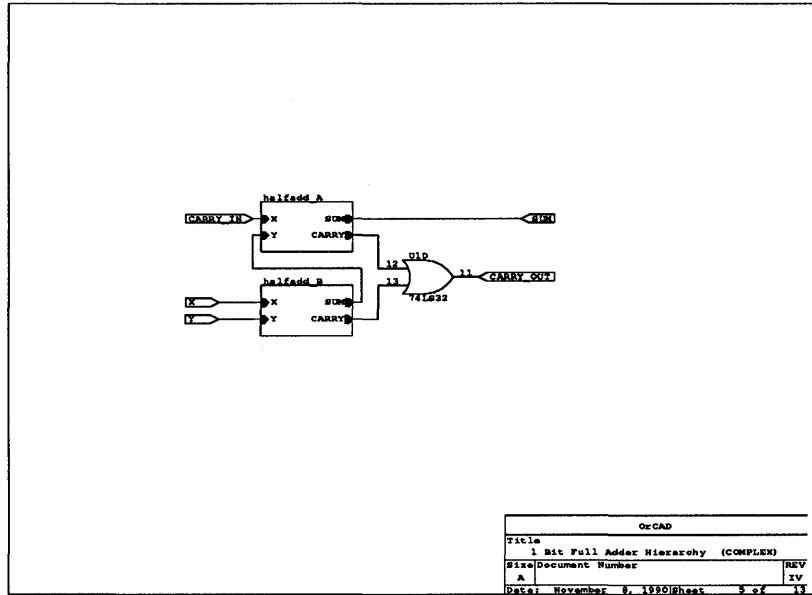 halfadd_A
CARRY_IN X SUM SUM
Y CARRY
U1D
12
11 CARRY_OUT
13
74LS32
halfadd_B
X X SUM
Y Y CARRY
OrCAD
Title
1 Bit Full Adder Hierarchy (COMPLEX)
Size Document Number REV
A IV
Date: November 8, 1990 Sheet 5 of 13